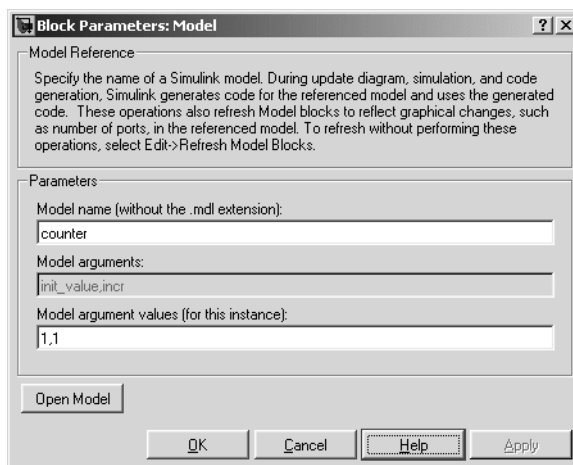 Block Parameters: Model
Model Reference
Specify the name of a Simulink model. During update diagram, simulation, and code
generation, Simulink generates code for the referenced model and uses the generated
code. These operations also refresh Model blocks to reflect graphical changes, such
as number of ports, in the referenced model. To refresh without performing these
operations, select Edit->Refresh Model Blocks.
Parameters
Model name (without the .mdl extension):
counter
Model arguments:
init_value,incr
Model argument values (for this instance):
1,1
Open Model
OK Cancel Help Apply